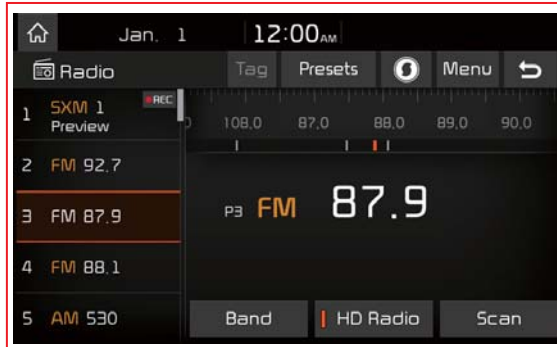 Jan. 1 12:00 AM
Radio Tag Presets Menu
1 SXM 1 REC
Preview
108.0 87.0 88.0 89.0 90.0
2 FM 92.7
3 FM 87.9
P3 FM 87.9
4 FM 88.1
5 AM 530
Band HD Radio Scan